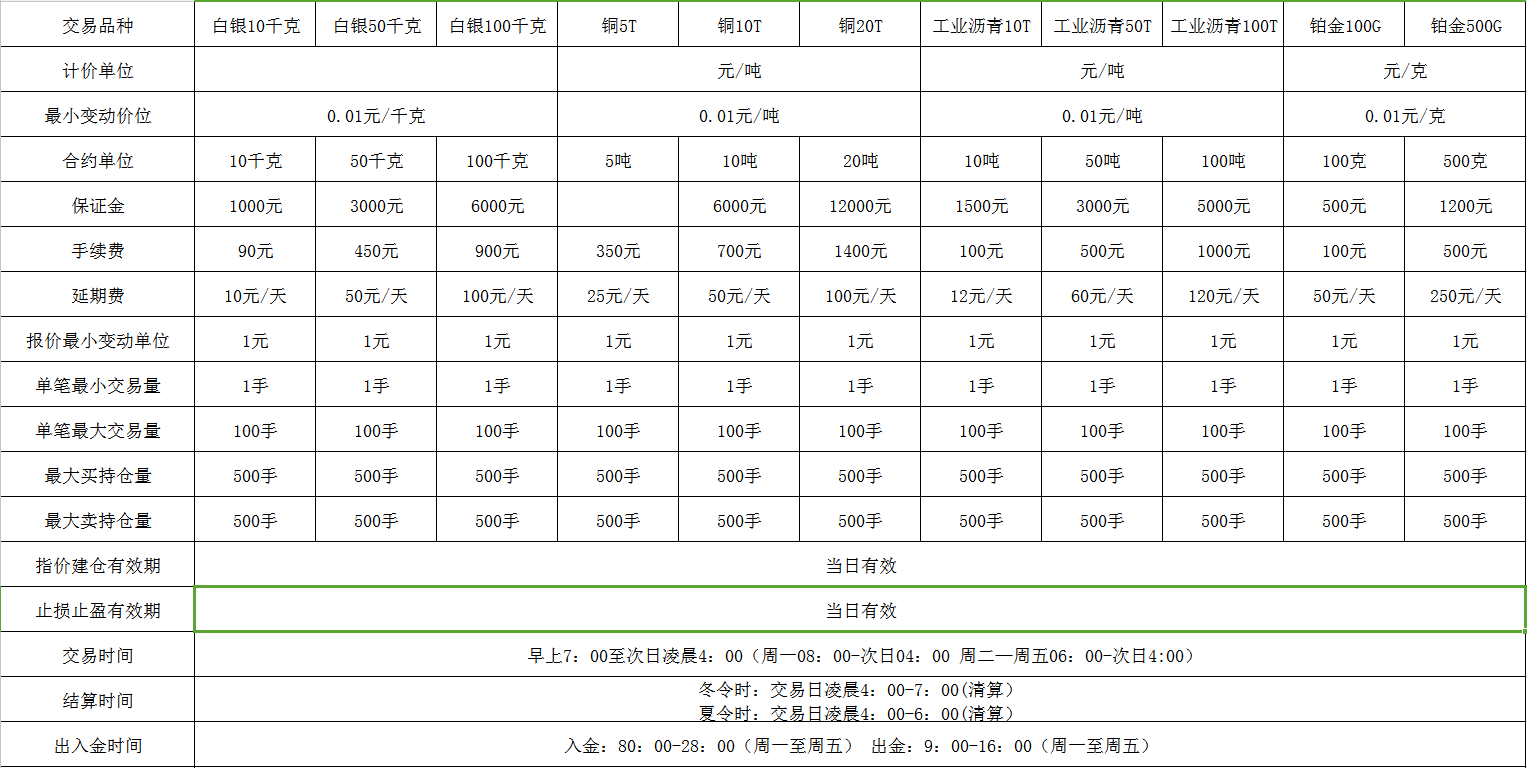 交易品种 白银10千克 白银50千克 白银100千克 铜5T 铜10T 铜20T 工业沥青10T 工业沥青50T 工业沥青100T 铂金100G 铂金500G
计价单位 元/吨 元/吨 元/克
最小变动价位 0.01元/千克 0.01元/吨 0.01元/吨 0.01元/克
合约单位 10千克 50千克 100千克 5吨 10吨 20吨 10吨 50吨 100吨 100克 500克
保证金 1000元 3000元 6000元 6000元 12000元 1500元 3000元 5000元 500元 1200元
手续费 90元 450元 900元 350元 700元 1400元 100元 500元 1000元 100元 500元
延期费 10元/天 50元/天 100元/天 25元/天 50元/天 100元/天 12元/天 60元/天 120元/天 50元/天 250元/天
报价最小变动单位 1元 1元 1元 1元 1元 1元 1元 1元 1元 1元 1元
单笔最小交易量 1手 1手 1手 1手 1手 1手 1手 1手 1手 1手 1手
单笔最大交易量 100手 100手 100手 100手 100手 100手 100手 100手 100手 100手 100手
最大买持仓量 500手 500手 500手 500手 500手 500手 500手 500手 500手 500手 500手
最大卖持仓量 500手 500手 500手 500手 500手 500手 500手 500手 500手 500手 500手
指价建仓有效期 当日有效
止损止盈有效期 当日有效
交易时间 早上7：00至次日凌晨4：00（周一08：00-次日04：00 周二—周五06：00-次日4:00）
结算时间 冬令时：交易日凌晨4：00-7：00(清算）
夏令时：交易日凌晨4：00-6：00(清算）
出入金时间 入金：80：00-28：00（周一至周五） 出金：9：00-16：00（周一至周五）